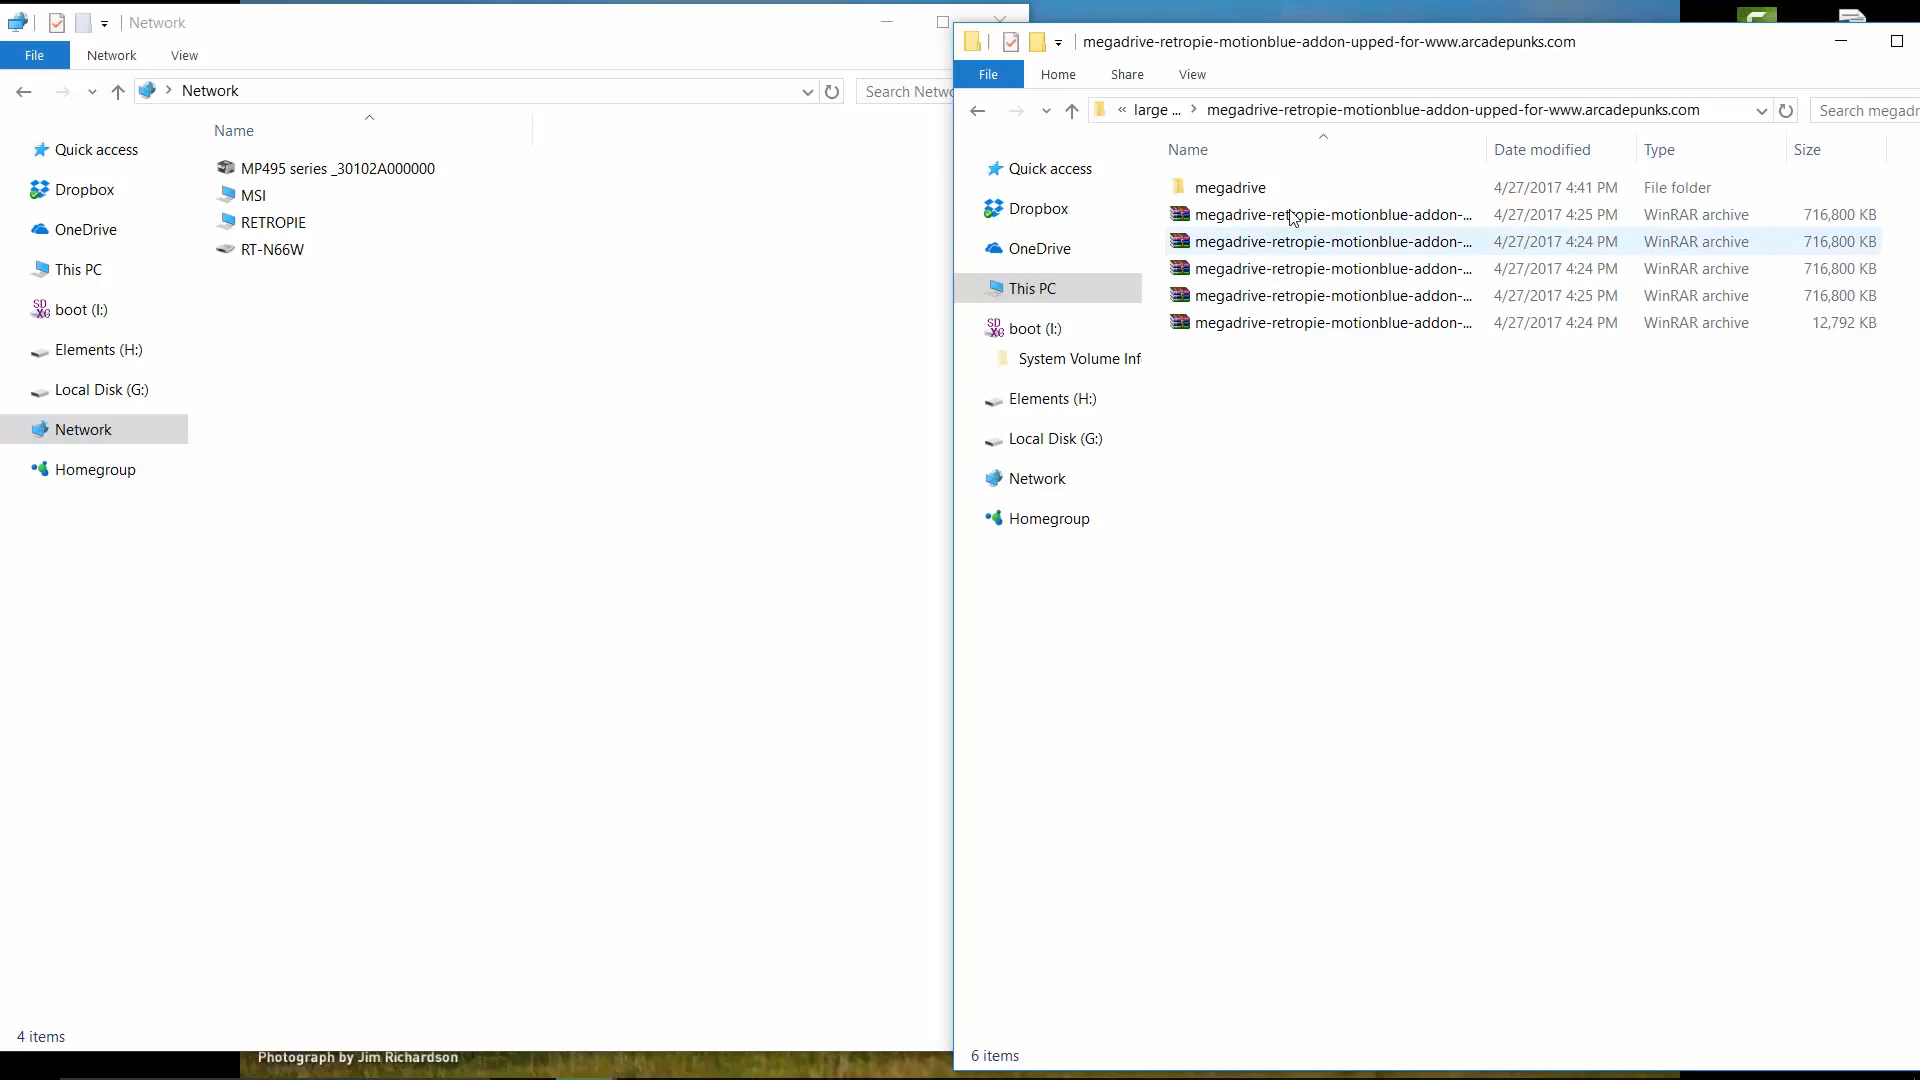 Network
File Network View
Network
Search Netwo
Name
Quick access
Dropbox
OneDrive
This PC
boot (I:)
Elements (H:)
Local Disk (G:)
Network
Homegroup
MP495 series _30102A000000
MSI
RETROPIE
RT-N66W
4 items
Photograph by Jim Richardson
megadrive-retropie-motionblue-addon-upped-for-www.arcadepunks.com
File Home Share View
« large ... megadrive-retropie-motionblue-addon-upped-for-www.arcadepunks.com
Search megadr
Name Date modified Type Size
Quick access
Dropbox
OneDrive
This PC
boot (I:)
System Volume Inf
Elements (H:)
Local Disk (G:)
Network
Homegroup
megadrive 4/27/2017 4:41 PM File folder
megadrive-retropie-motionblue-addon-... 4/27/2017 4:25 PM WinRAR archive 716,800 KB
megadrive-retropie-motionblue-addon-... 4/27/2017 4:24 PM WinRAR archive 716,800 KB
megadrive-retropie-motionblue-addon-... 4/27/2017 4:24 PM WinRAR archive 716,800 KB
megadrive-retropie-motionblue-addon-... 4/27/2017 4:25 PM WinRAR archive 716,800 KB
megadrive-retropie-motionblue-addon-... 4/27/2017 4:24 PM WinRAR archive 12,792 KB
6 items